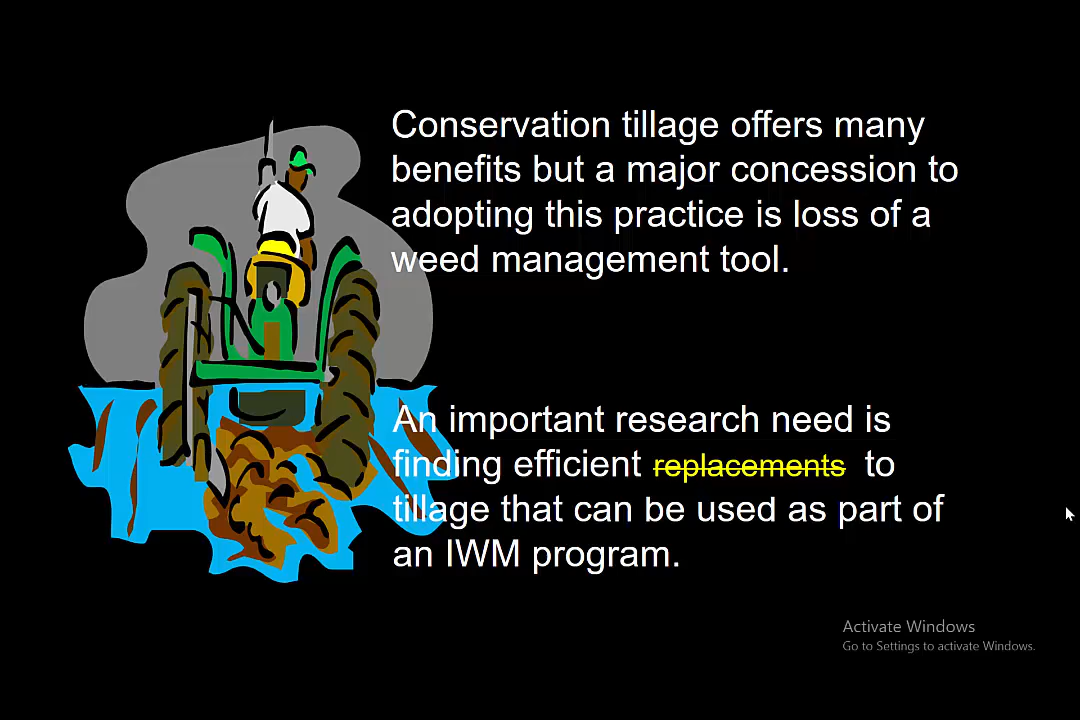 Conservation tillage offers many
benefits but a major concession to
adopting this practice is loss of a
weed management tool.
An important research need is
finding efficient replacements to
tillage that can be used as part of
an IWM program.
Activate Windows
Go to Settings to activate Windows.